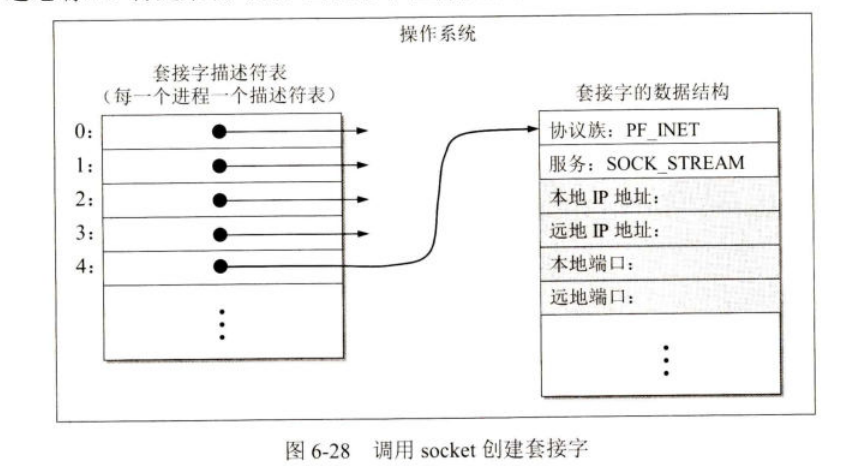 操作系统
套接字描述符表
(每一个进程一个描述符表)
0:
1:
2:
3:
4:
套接字的数据结构
协议族：PF_INET
服务：SOCK_STREAM
本地 IP 地址：
远地 IP 地址：
本地端口：
远地端口：
图 6-28 调用 socket 创建套接字